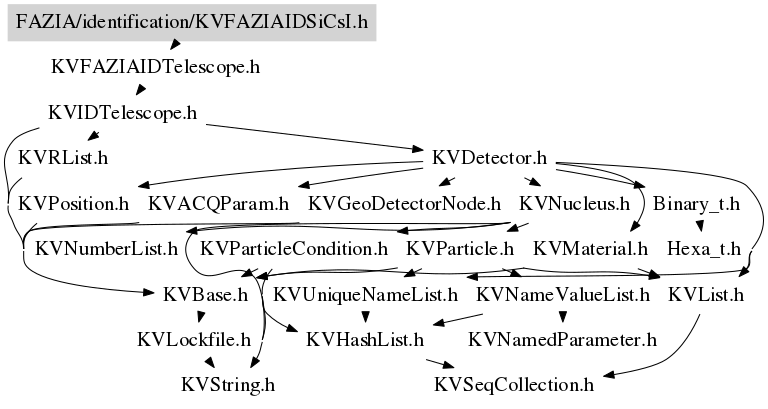 FAZIA/identification/KVFAZIAIDSiCsI.h
KVFAZIAIDTelescope.h
KVIDTelescope.h
KVRList.h
KVDetector.h
KVPosition.h
KVACQParam.h
KVGeoDetectorNode.h
KVNucleus.h
Binary_t.h
KVNumberList.h
KVParticleCondition.h
KVParticle.h
KVMaterial.h
Hexa_t.h
KVBase.h
KVUniqueNameList.h
KVNameValueList.h
KVList.h
KVLockfile.h
KVHashList.h
KVNamedParameter.h
KVString.h
KVSeqCollection.h